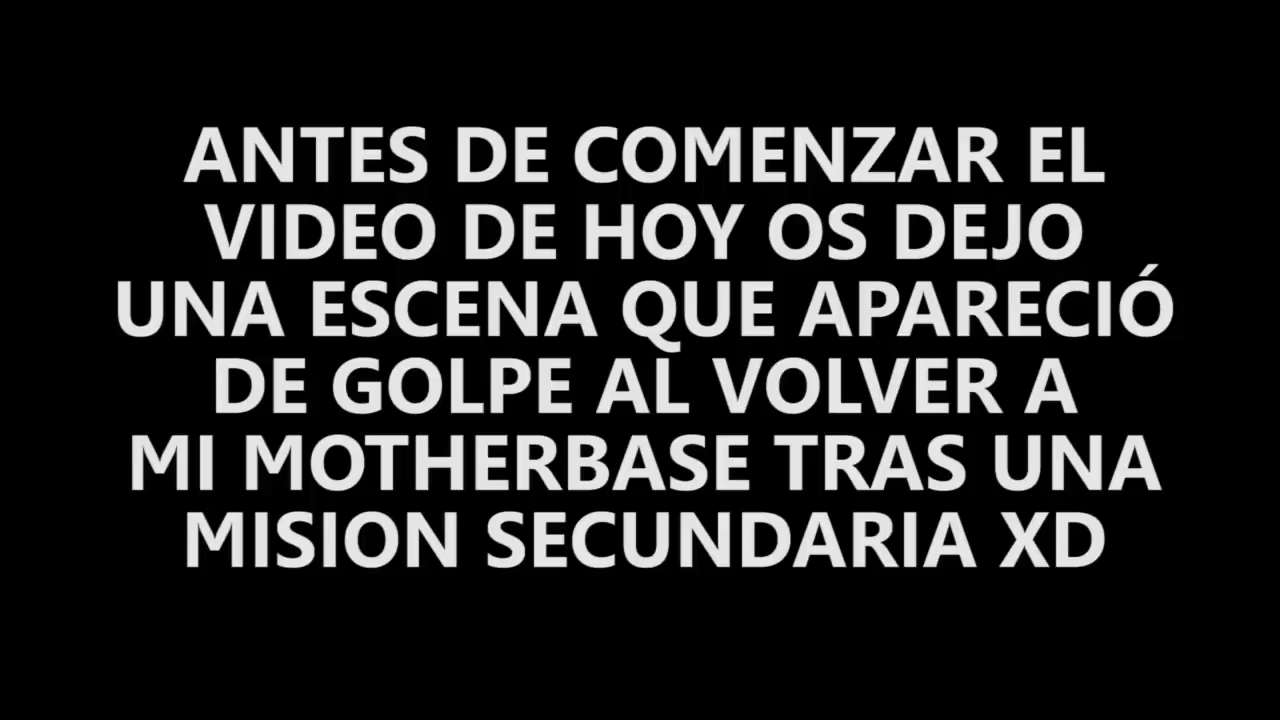 ANTES DE COMENZAR EL
VIDEO DE HOY OS DEJO
UNA ESCENA QUE APARECIÓ
DE GOLPE AL VOLVER A
MI MOTHERBASE TRAS UNA
MISION SECUNDARIA XD